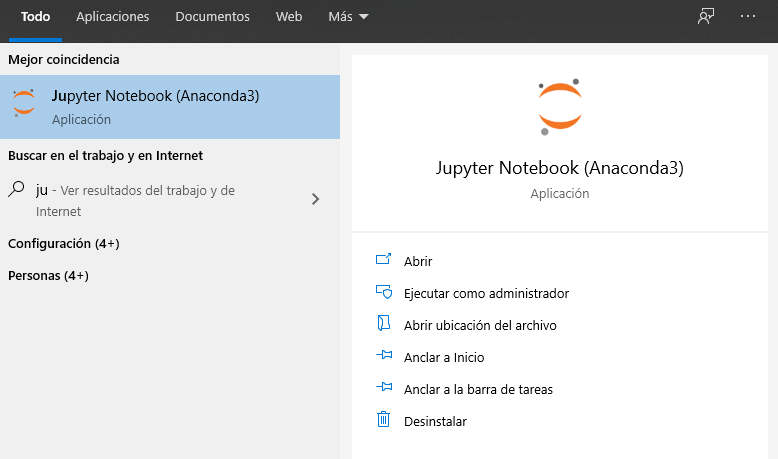 Todo
Aplicaciones
Documentos
Web
Más
Mejor coincidencia
Jupyter Notebook (Anaconda3)
Aplicación
Buscar en el trabajo y en Internet
ju - Ver resultados del trabajo y de
Internet
Configuración (4+)
Personas (4+)
Jupyter Notebook (Anaconda3)
Aplicación
Abrir
Ejecutar como administrador
Abrir ubicación del archivo
Anclar a Inicio
Anclar a la barra de tareas
Desinstalar